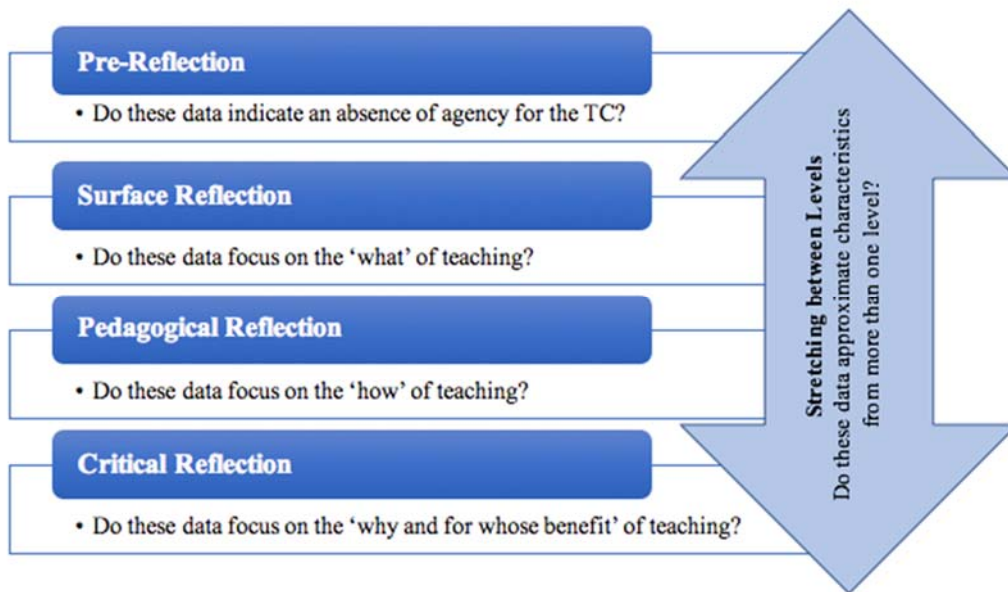 Pre-Reflection
• Do these data indicate an absence of agency for the TC?
Surface Reflection
• Do these data focus on the ‘what’ of teaching?
Pedagogical Reflection
• Do these data focus on the ‘how’ of teaching?
Critical Reflection
• Do these data focus on the ‘why and for whose benefit’ of teaching?
Stretching between Levels
Do these data approximate characteristics
from more than one level?